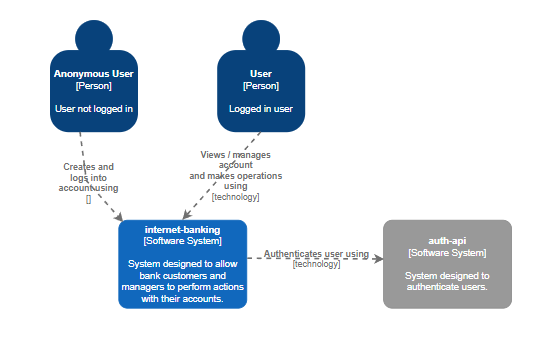 Anonymous User
[Person]
User not logged in
User
[Person]
Logged in user
Creates and
logs into
account using
[]
Views / manages
account
and makes operations
using
[technology]
internet-banking
[Software System]
System designed to allow
bank customers and
managers to perform actions
with their accounts.
Authenticates user using
[technology]
auth-api
[Software System]
System designed to
authenticate users.